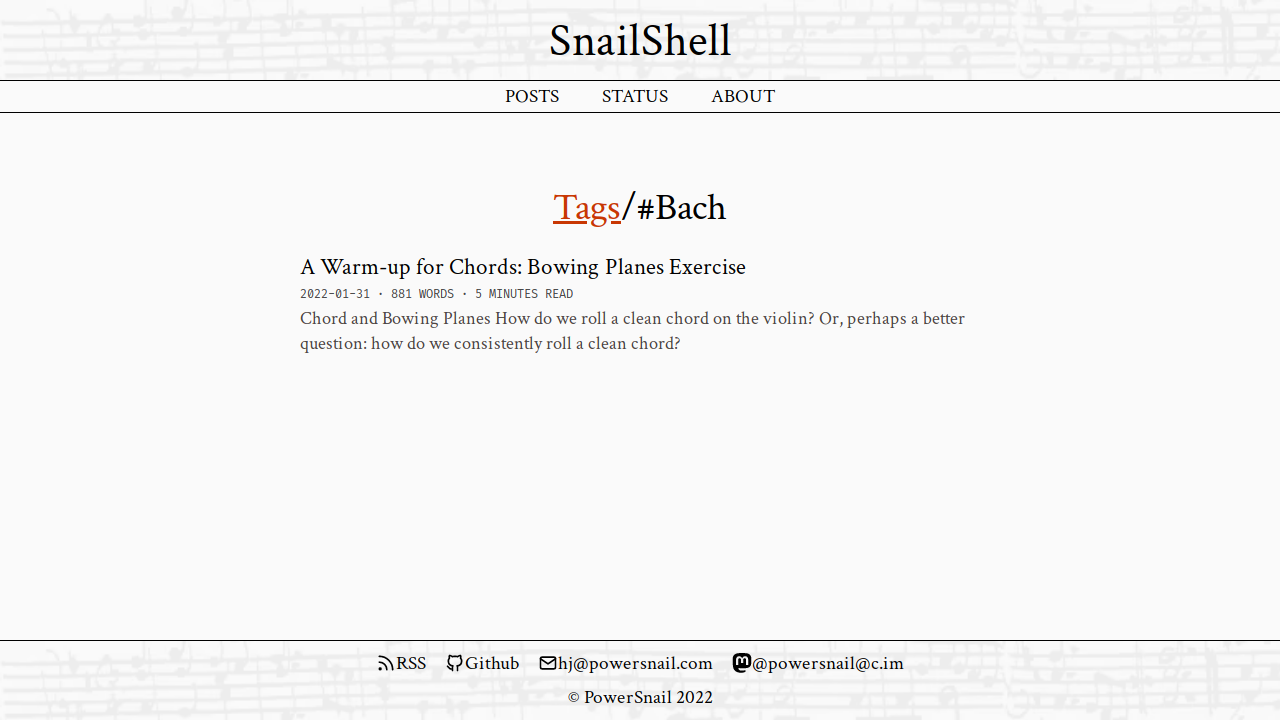 SnailShell
POSTS STATUS ABOUT
Tags/#Bach
A Warm-up for Chords: Bowing Planes Exercise
2022-01-31 · 881 WORDS · 5 MINUTES READ
Chord and Bowing Planes How do we roll a clean chord on the violin? Or, perhaps a better
question: how do we consistently roll a clean chord?
RSS Github hj@powersnail.com @powersnail@c.im
© PowerSnail 2022